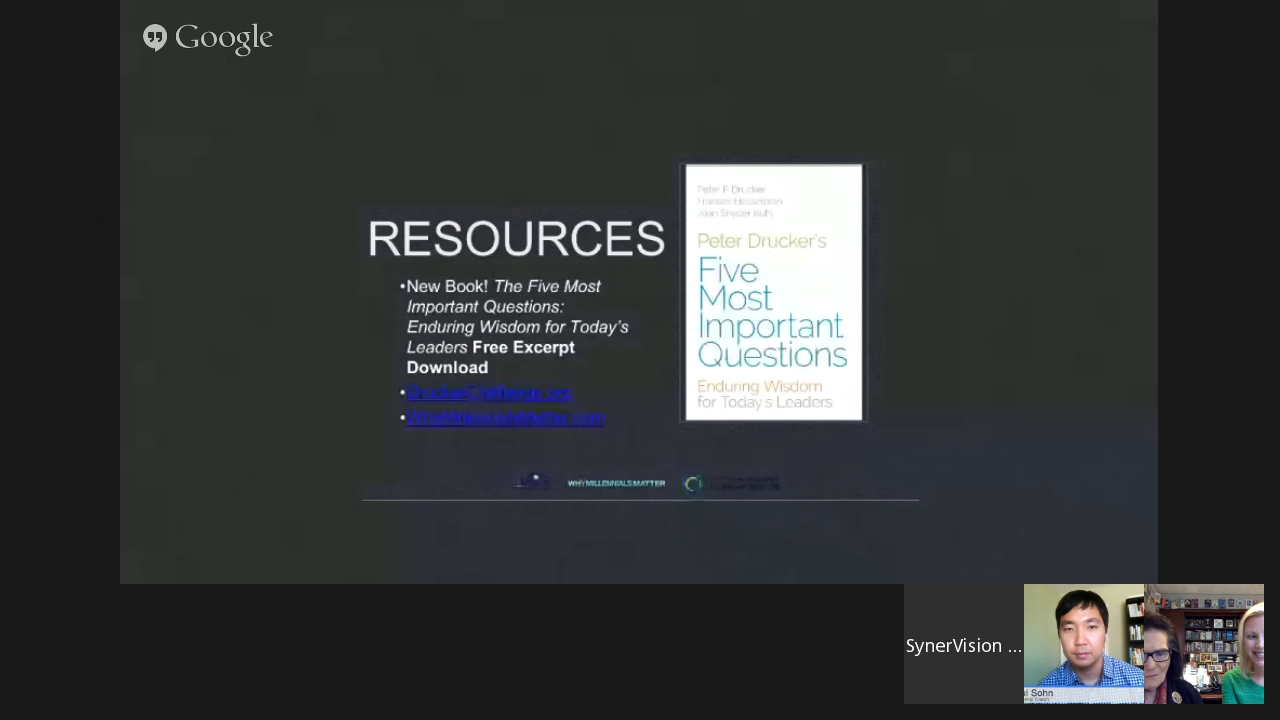 Google
RESOURCES
•New Book! The Five Most
Important Questions:
Enduring Wisdom for Today's
Leaders Free Excerpt
Download
Peter F. Drucker
Frances Hesselbein
Joan Snyder Kuhl
Peter Drucker's
Five
Most
Important
Questions
Enduring Wisdom
for Today's Leaders
WHY MILLENNIALS MATTER
SynerVision ...
Sohn